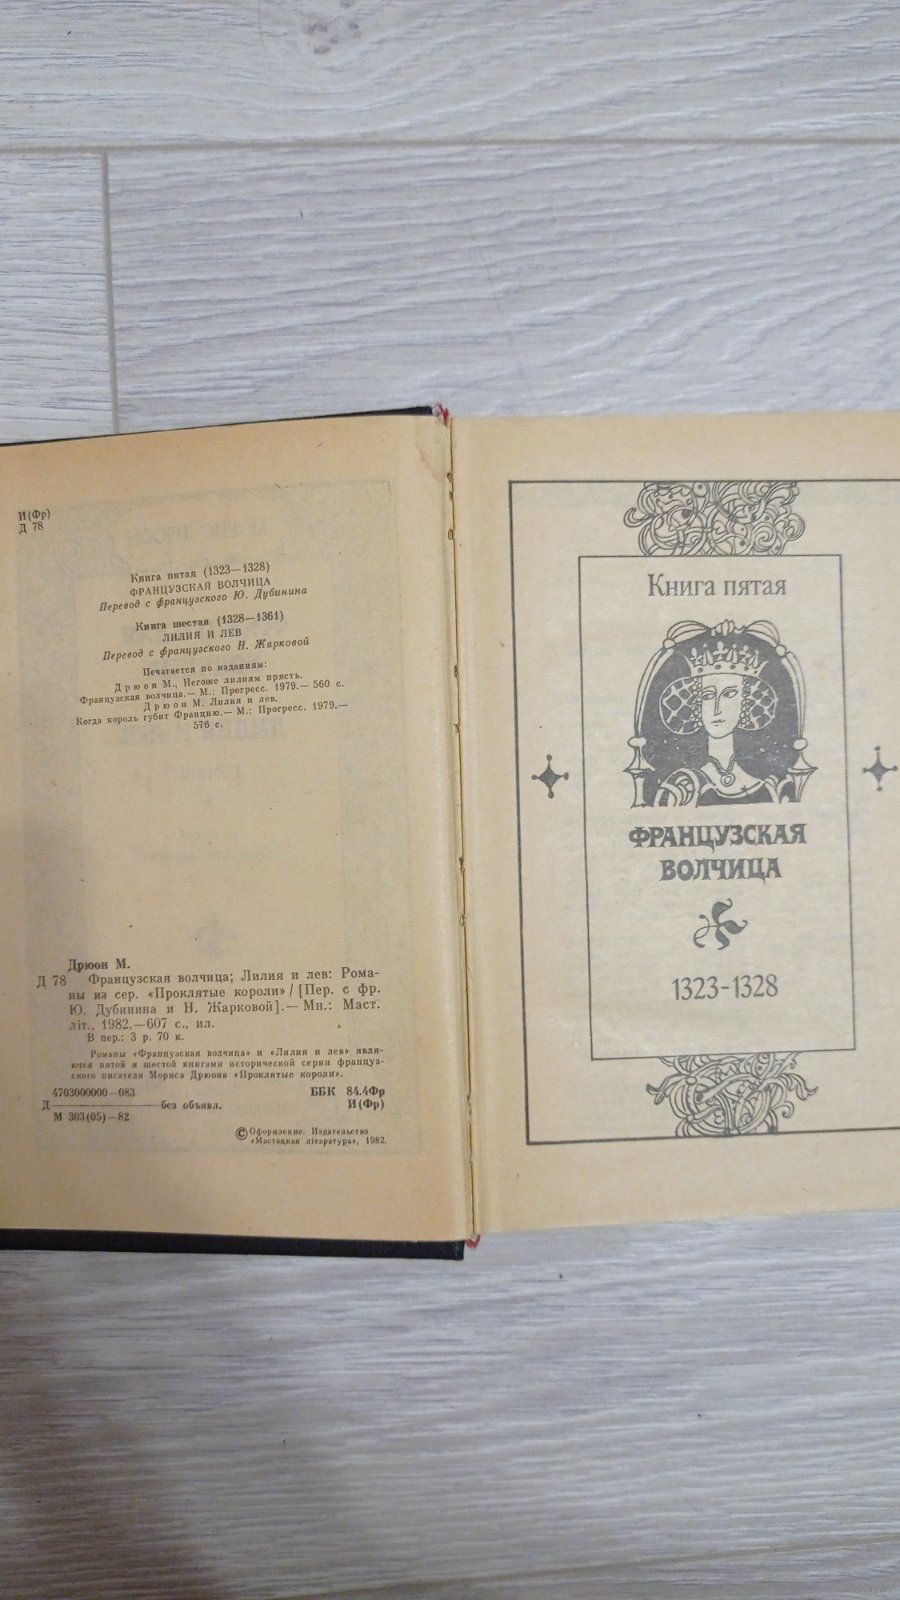 И(Фр)
Д 78
Книга пятая (1323—1328)
ФРАНЦУЗСКАЯ ВОЛЧИЦА
Перевод с французского Ю. Дубинина
Книга шестая (1328—1361)
ЛИЛИЯ И ЛЕВ
Перевод с французского Н. Жарковой
Печатается по изданиям:
Дрюон М., Негоже лилиям прясть.
Французская волчица.— М.: Прогресс. 1979.— 560 с.
Дрюон М. Лилия и лев.
Когда король губит Францию.— М.: Прогресс. 1979.—
576 с.
Дрюон М.
Д 78 Французская волчица; Лилия и лев: Рома-
ны из сер. «Проклятые короли» / [Пер. с фр.
Ю. Дубинина и Н. Жарковой].— Мн.: Маст.
літ., 1982.—607 с., ил.
В пер.: 3 р. 70 к.
Романы «Французская волчица» и «Лилия и лев» явля-
ются пятой и шестой книгами исторической серии француз-
ского писателя Мориса Дрюона «Проклятые короли».
4703000000—083
Д без объявл.
М 303(05)—82
ББК 84.4Фр
И(Фр)
© Оформление. Издательство
«Мастацкая літаратура», 1982.
Книга пятая
ФРАНЦУЗСКАЯ
ВОЛЧИЦА
1323-1328